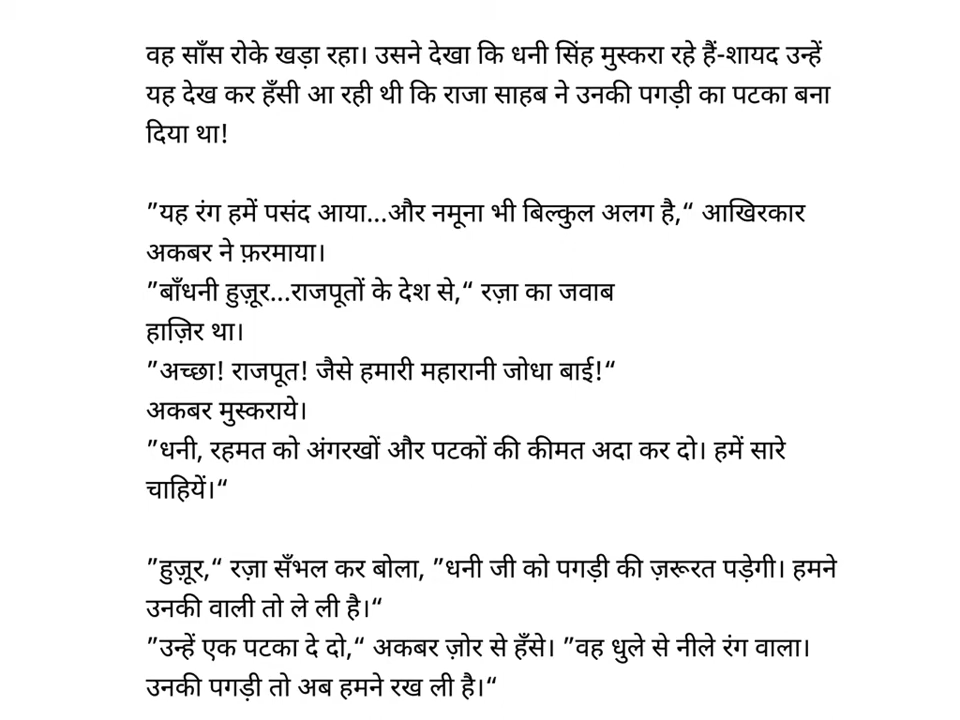 वह साँस रोके खड़ा रहा। उसने देखा कि धनी सिंह मुस्करा रहे हैं-शायद उन्हें
यह देख कर हँसी आ रही थी कि राजा साहब ने उनकी पगड़ी का पटका बना
दिया था!
”यह रंग हमें पसंद आया...और नमूना भी बिल्कुल अलग है,“ आखिरकार
अकबर ने फ़रमाया।
”बाँधनी हुज़ूर...राजपूतों के देश से,“ रज़ा का जवाब
हाज़िर था।
”अच्छा! राजपूत! जैसे हमारी महारानी जोधा बाई!“
अकबर मुस्कराये।
”धनी, रहमत को अंगरखों और पटकों की कीमत अदा कर दो। हमें सारे
चाहियें।“
”हुज़ूर,“ रज़ा सँभल कर बोला, ”धनी जी को पगड़ी की ज़रूरत पड़ेगी। हमने
उनकी वाली तो ले ली है।“
”उन्हें एक पटका दे दो,“ अकबर ज़ोर से हँसे। ”वह धुले से नीले रंग वाला।
उनकी पगड़ी तो अब हमने रख ली है।“